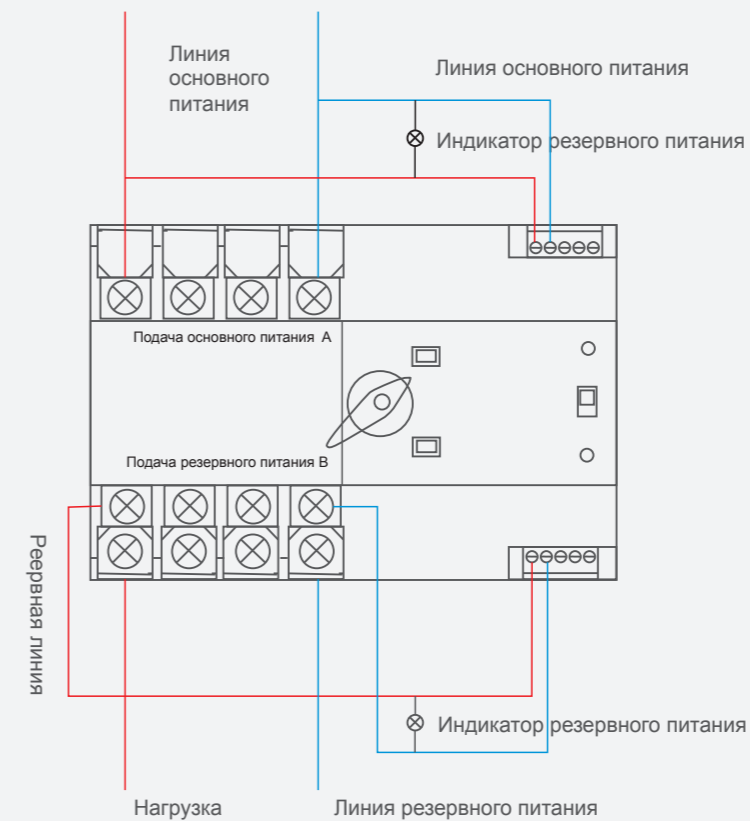 Линия
основного
питания
Линия основного питания
Индикатор резервного питания
Подача основного питания А
Подача резервного питания В
Реервная линия
Индикатор резервного питания
Нагрузка
Линия резервного питания